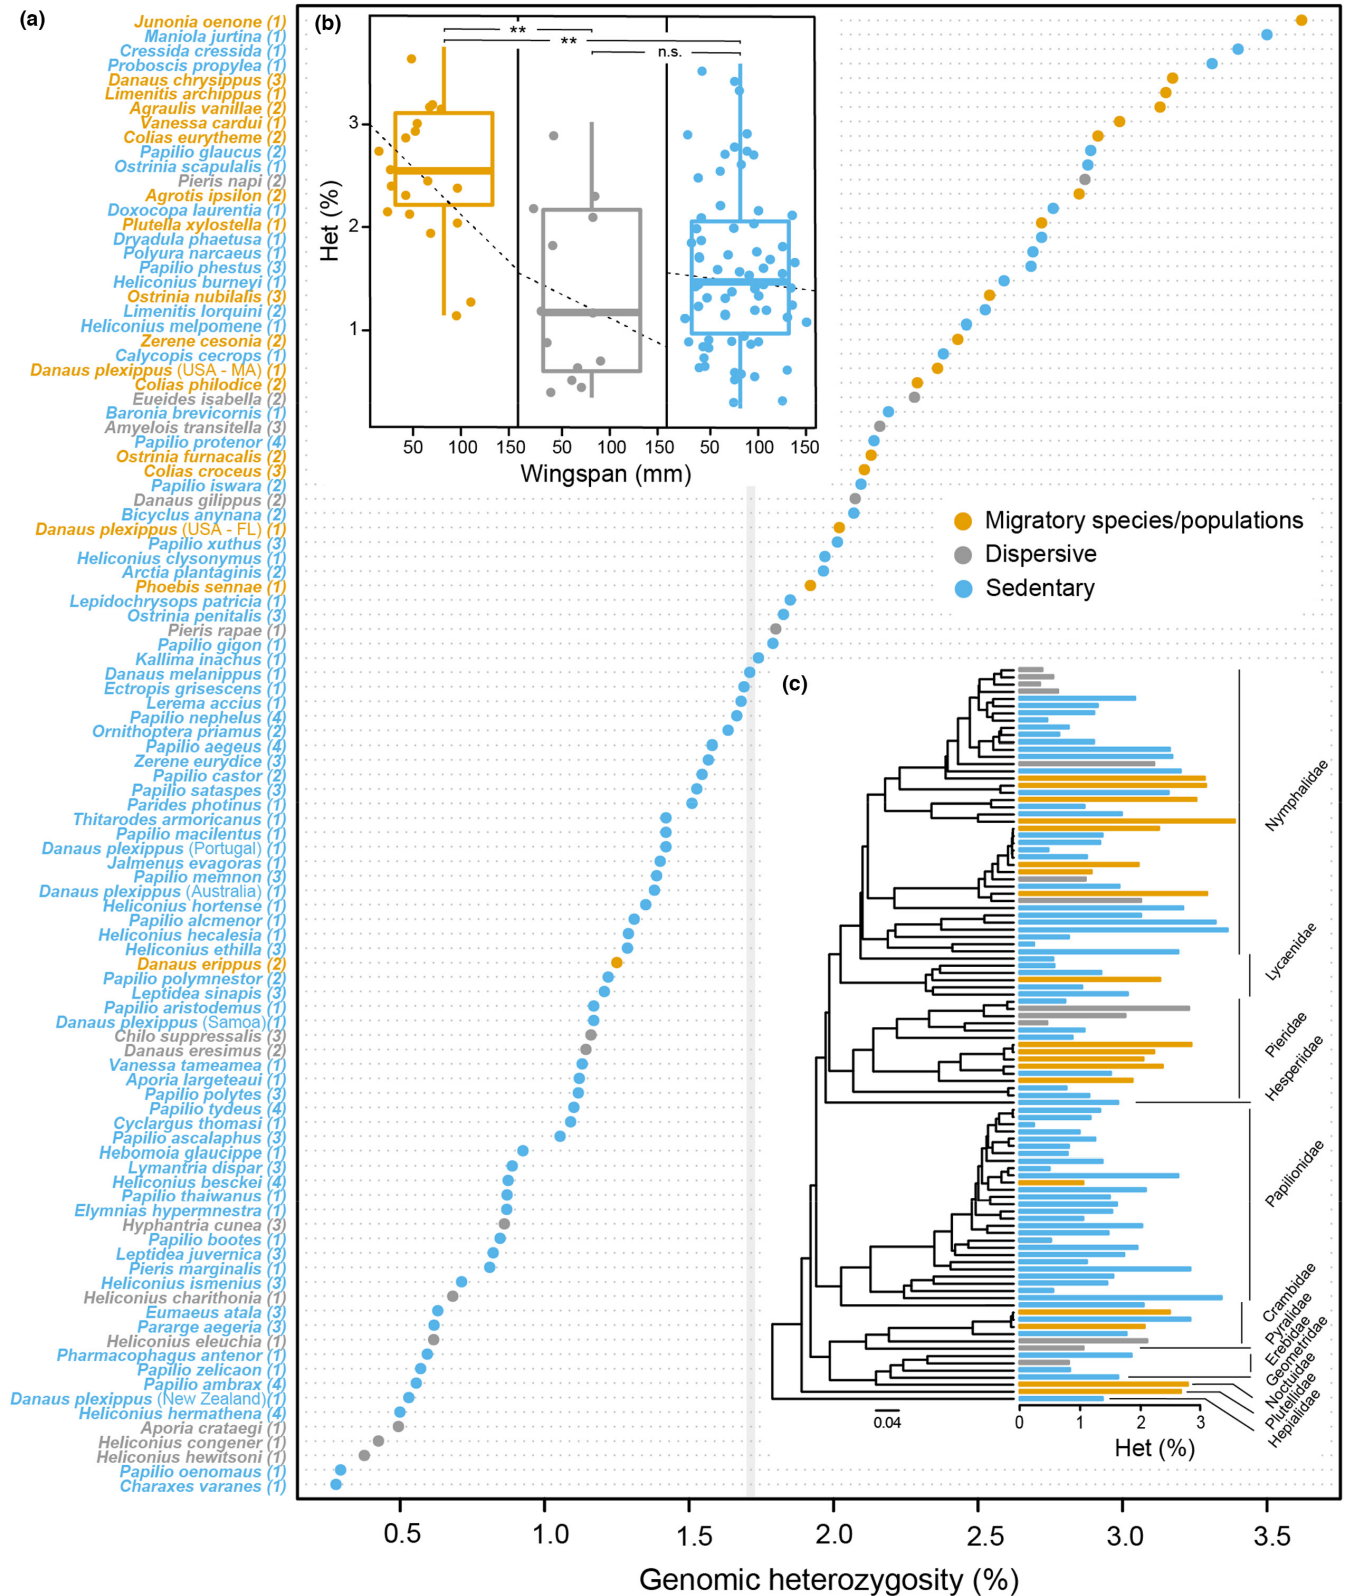 (a)
Junonia oenone (1)
Maniola jurtina (1)
Cressida cressida (1)
Proboscis propylea (1)
Danaus chrysippus (3)
Limenitis archippus (1)
Agraulis vanillae (2)
Vanessa cardui (1)
Colias eurytheme (2)
Papilio glaucus (2)
Ostrinia scapulalis (1)
Pieris napi (2)
Agrotis ipsilon (2)
Doxocopa laurentia (1)
Plutella xylostella (1)
Dryadula phaetusa (1)
Polyura narcaeus (1)
Papilio phestus (3)
Heliconius burneyi (1)
Ostrinia nubilalis (3)
Limenitis lorquini (2)
Heliconius melpomene (1)
Zerene cesonia (2)
Calycopis cecrops (1)
Danaus plexippus (USA - MA) (1)
Colias philodice (2)
Eueides isabella (2)
Baronia brevicornis (1)
Amyelois transitella (3)
Papilio protenor (4)
Ostrinia furnacalis (2)
Colias croceus (3)
Papilio iswara (2)
Danaus gilippus (2)
Bicyclus anynana (2)
Danaus plexippus (USA - FL) (1)
Papilio xuthus (3)
Heliconius clysonymus (1)
Arctia plantaginis (2)
Phoebis sennae (1)
Lepidochrysops patricia (1)
Ostrinia penitalis (3)
Pieris rapae (1)
Papilio gigon (1)
Kallima inachus (1)
Danaus melanippus (1)
Ectropis grisescens (1)
Lerema accius (1)
Papilio nephelus (4)
Ornithoptera priamus (2)
Papilio aegeus (4)
Zerene eurydice (3)
Papilio castor (2)
Papilio sataspes (3)
Parides photinus (1)
Thitarodes armoricanus (1)
Papilio macilentus (1)
Danaus plexippus (Portugal) (1)
Jalmenus evagoras (1)
Papilio memnon (3)
Danaus plexippus (Australia) (1)
Heliconius hortense (1)
Papilio alcmenor (1)
Heliconius hecalesia (1)
Heliconius ethilla (3)
Danaus erippus (2)
Papilio polymnestor (2)
Leptidea sinapis (3)
Papilio aristodemus (1)
Danaus plexippus (Samoa)(1)
Chilo suppressalis (3)
Danaus eresimus (2)
Vanessa tameamea (1)
Aporia largeteaui (1)
Papilio polytes (3)
Papilio tydeus (4)
Cyclargus thomasi (1)
Papilio ascalaphus (3)
Hebomoia glaucippe (1)
Lymantria dispar (3)
Heliconius besckei (4)
Papilio thaiwanus (1)
Elymnias hypermnestra (1)
Hyphantria cunea (3)
Papilio bootes (1)
Leptidea juvernica (3)
Pieris marginalis (1)
Heliconius ismenius (3)
Heliconius charithonia (1)
Eumaeus atala (3)
Pararge aegeria (3)
Heliconius eleuchia (1)
Pharmacophagus antenor (1)
Papilio zelicaon (1)
Papilio ambrax (4)
Danaus plexippus (New Zealand)(1)
Heliconius hermathena (4)
Aporia crataegi (1)
Heliconius congener (1)
Heliconius hewitsoni (1)
Papilio oenomaus (1)
Charaxes varanes (1)
0.5 1.0 1.5 2.0 2.5 3.0 3.5
Genomic heterozygosity (%)
(b)
**
**
n.s.
3
2
1
Het (%)
50 100 150 50 100 150 50 100 150
Wingspan (mm)
Migratory species/populations
Dispersive
Sedentary
(c)
Nymphalidae
Lycaenidae
Pieridae
Hesperiidae
Papilionidae
Crambidae
Pyralidae
Erebidae
Geometridae
Noctuidae
Plutellidae
Hepialidae
0.04
0 1 2 3
Het (%)